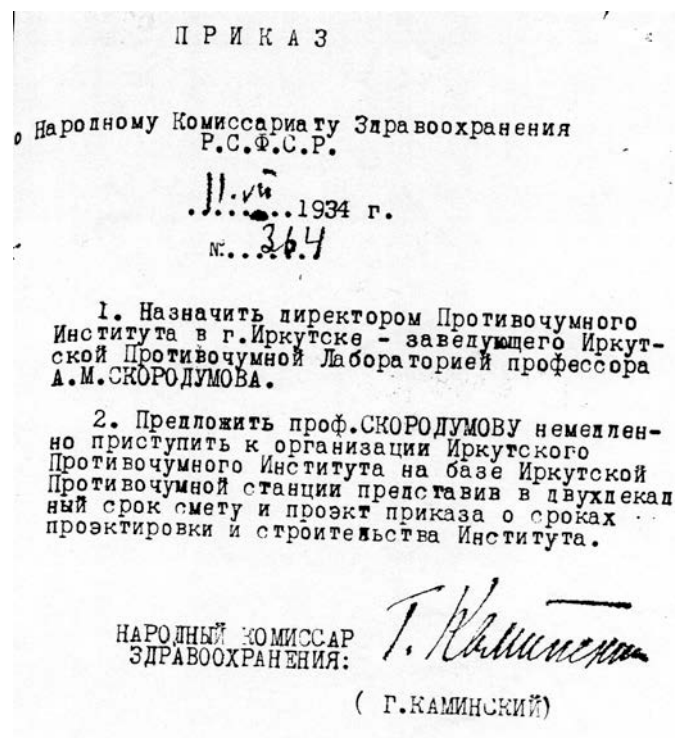 ПРИКАЗ
о Народному Комиссариату Здравоохранения
Р.С.Ф.С.Р.
11.VII 1934 г.
№ 364
1. Назначить директором Противочумного
Института в г.Иркутске - заведующего Иркут-
ской Противочумной Лабораторией профессора
А.М.СКОРОДУМОВА.
2. Предложить проф.СКОРОДУМОВУ немедлен-
но приступить к организации Иркутского
Противочумного Института на базе Иркутской
Противочумной станции представив в двухдекад
ный срок смету и проэкт приказа о сроках
проэктировки и строительства Института.
НАРОДНЫЙ КОМИССАР
ЗДРАВООХРАНЕНИЯ:
Г. Каминский
( Г.КАМИНСКИЙ)